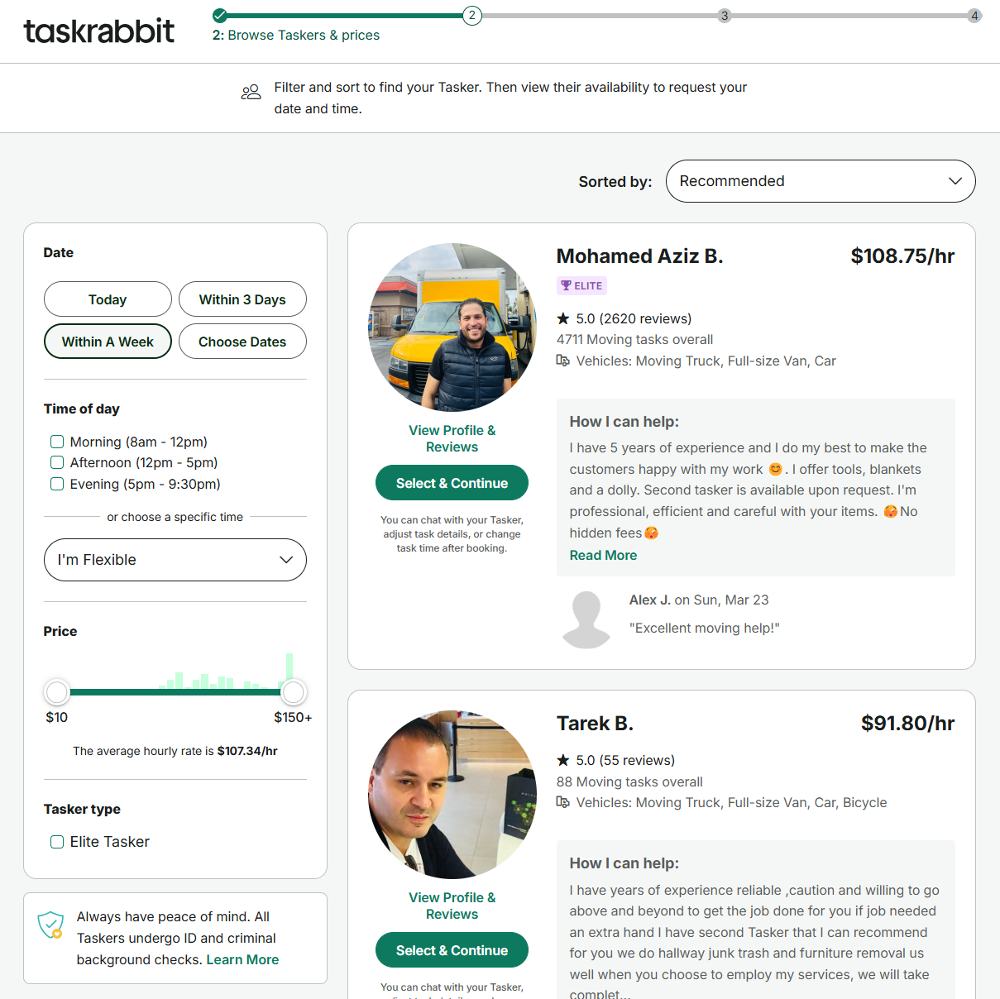 taskrabbit
2
3
4
2: Browse Taskers & prices
Filter and sort to find your Tasker. Then view their availability to request your
date and time.
Sorted by:
Recommended
Date
Today
Within 3 Days
Within A Week
Choose Dates
Time of day
Morning (8am - 12pm)
Afternoon (12pm - 5pm)
Evening (5pm - 9:30pm)
or choose a specific time
I'm Flexible
Price
$10
$150+
The average hourly rate is $107.34/hr
Tasker type
Elite Tasker
Always have peace of mind. All
Taskers undergo ID and criminal
background checks. Learn More
Mohamed Aziz B.
$108.75/hr
ELITE
5.0 (2620 reviews)
4711 Moving tasks overall
Vehicles: Moving Truck, Full-size Van, Car
View Profile &
Reviews
Select & Continue
You can chat with your Tasker,
adjust task details, or change
task time after booking.
How I can help:
I have 5 years of experience and I do my best to make the
customers happy with my work 😊. I offer tools, blankets
and a dolly. Second tasker is available upon request. I'm
professional, efficient and careful with your items. 🥵No
hidden fees🥵
Read More
Alex J. on Sun, Mar 23
"Excellent moving help!"
Tarek B.
$91.80/hr
5.0 (55 reviews)
88 Moving tasks overall
Vehicles: Moving Truck, Full-size Van, Car, Bicycle
View Profile &
Reviews
Select & Continue
You can chat with your Tasker,
How I can help:
I have years of experience reliable ,caution and willing to go
above and beyond to get the job done for you if job needed
an extra hand I have second Tasker that I can recommend
for you we do hallway junk trash and furniture removal us
well when you choose to employ my services, we will take
complet...